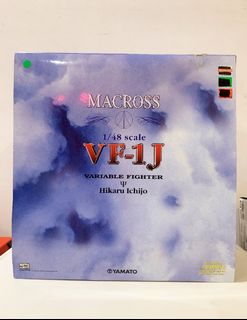 MACROSS
1/48 scale
VF-1J
VARIABLE FIGHTER
Hikaru Ichijo
YAMATO